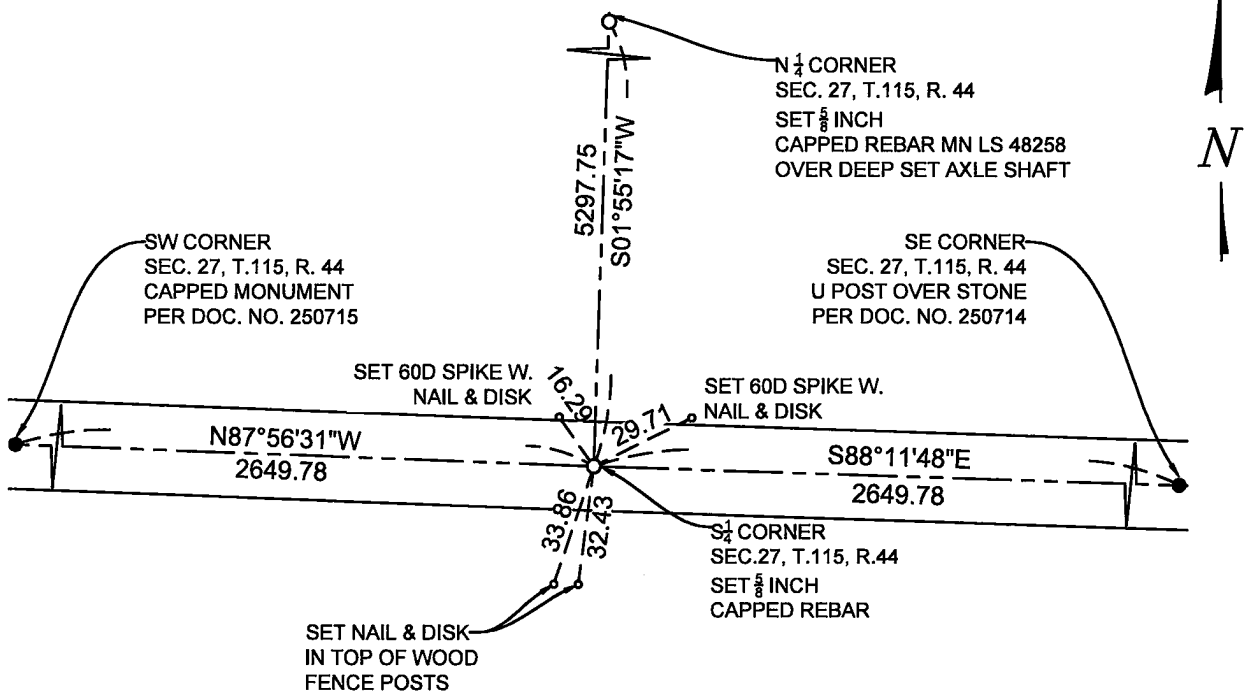 N 1/4 CORNER
SEC. 27, T.115, R. 44
SET 5/8 INCH
CAPPED REBAR MN LS 48258
OVER DEEP SET AXLE SHAFT
N
5297.75
S01°55'17"W
SW CORNER
SEC. 27, T.115, R. 44
CAPPED MONUMENT
PER DOC. NO. 250715
SE CORNER
SEC. 27, T.115, R. 44
U POST OVER STONE
PER DOC. NO. 250714
SET 60D SPIKE W.
NAIL & DISK
16.29
SET 60D SPIKE W.
NAIL & DISK
29.71
N87°56'31"W
2649.78
S88°11'48"E
2649.78
33.86
32.43
S1/4 CORNER
SEC.27, T.115, R.44
SET 5/8 INCH
CAPPED REBAR
SET NAIL & DISK
IN TOP OF WOOD
FENCE POSTS